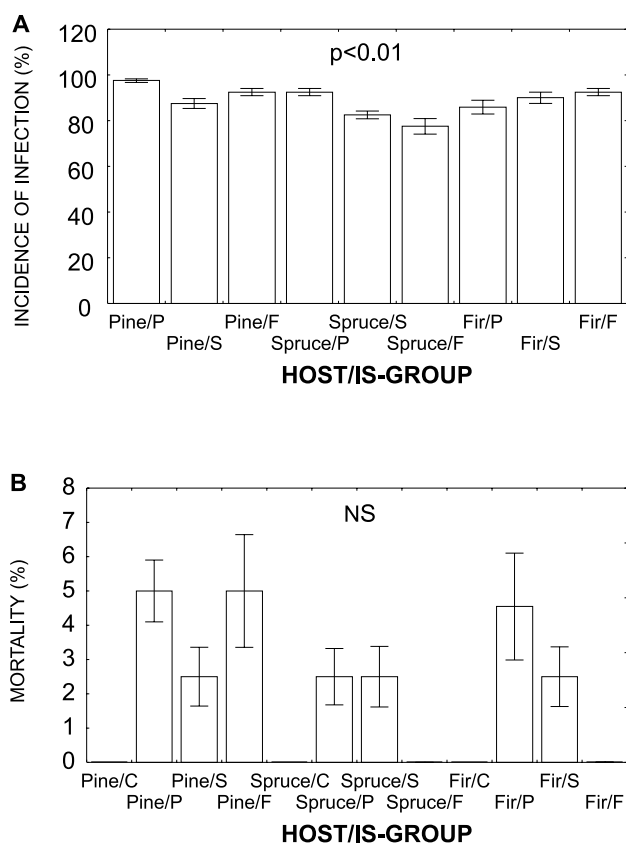 A
120
100
80
60
40
20
0
INCIDENCE OF INFECTION (%)
p<0.01
Pine/P Pine/F Spruce/S Fir/P Fir/F
Pine/S Spruce/P Spruce/F Fir/S
HOST/IS-GROUP
B
8
7
6
5
4
3
2
1
0
MORTALITY (%)
NS
Pine/C Pine/S Spruce/C Spruce/S Fir/C Fir/S
Pine/P Pine/F Spruce/P Spruce/F Fir/P Fir/F
HOST/IS-GROUP